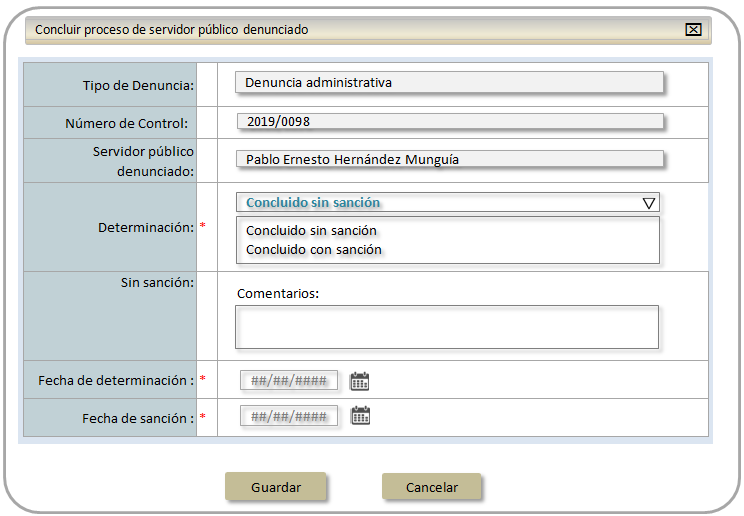 Concluir proceso de servidor público denunciado
Tipo de Denuncia:
Denuncia administrativa
Número de Control:
2019/0098
Servidor público
denunciado:
Pablo Ernesto Hernández Munguía
Determinación: *
Concluido sin sanción
Concluido sin sanción
Concluido con sanción
Sin sanción:
Comentarios:
Fecha de determinación : *
##/##/####
Fecha de sanción : *
##/##/####
Guardar
Cancelar